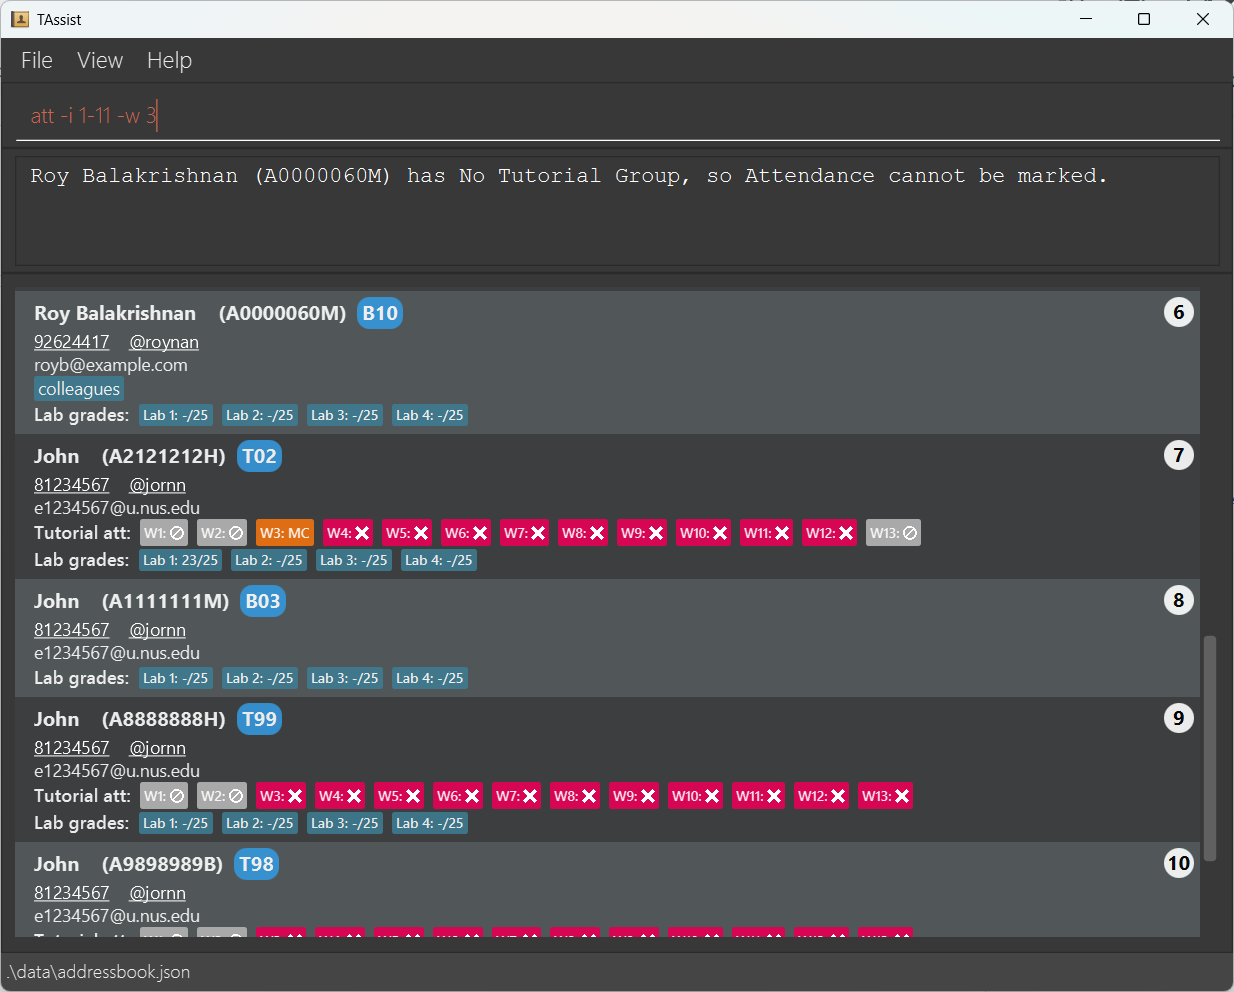 TAssist
File View Help
att -i 1-11 -w 3
Roy Balakrishnan (A0000060M) has No Tutorial Group, so Attendance cannot be marked.
Roy Balakrishnan (A0000060M) B10 6
92624417 @roynan
royb@example.com
colleagues
Lab grades: Lab 1: -/25 Lab 2: -/25 Lab 3: -/25 Lab 4: -/25
John (A2121212H) T02 7
81234567 @jornn
e1234567@u.nus.edu
Tutorial att: W1: W2: W3: MC W4: W5: W6: W7: W8: W9: W10: W11: W12: W13:
Lab grades: Lab 1: 23/25 Lab 2: -/25 Lab 3: -/25 Lab 4: -/25
John (A1111111M) B03 8
81234567 @jornn
e1234567@u.nus.edu
Lab grades: Lab 1: -/25 Lab 2: -/25 Lab 3: -/25 Lab 4: -/25
John (A8888888H) T99 9
81234567 @jornn
e1234567@u.nus.edu
Tutorial att: W1: W2: W3: W4: W5: W6: W7: W8: W9: W10: W11: W12: W13:
Lab grades: Lab 1: -/25 Lab 2: -/25 Lab 3: -/25 Lab 4: -/25
John (A9898989B) T98 10
81234567 @jornn
e1234567@u.nus.edu
.\data\addressbook.json